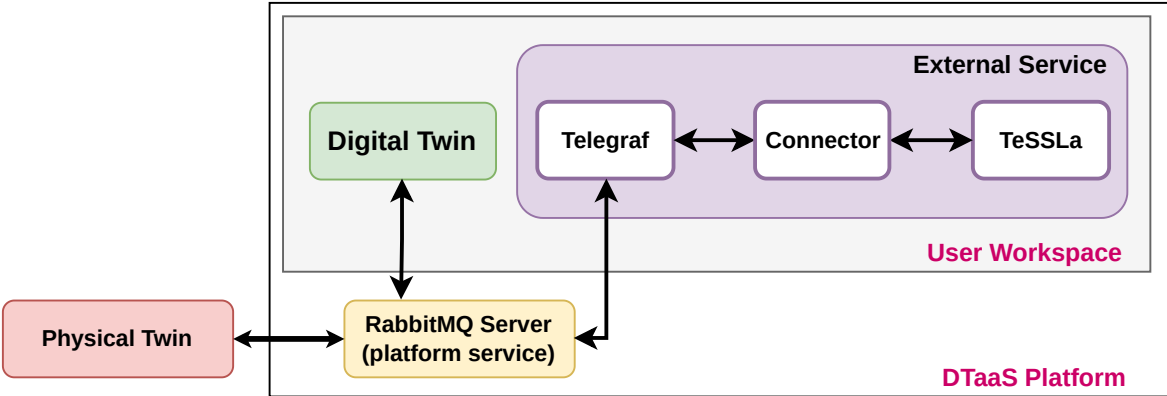 External Service
Digital Twin
Telegraf
Connector
TeSSLa
User Workspace
Physical Twin
RabbitMQ Server
(platform service)
DTaaS Platform